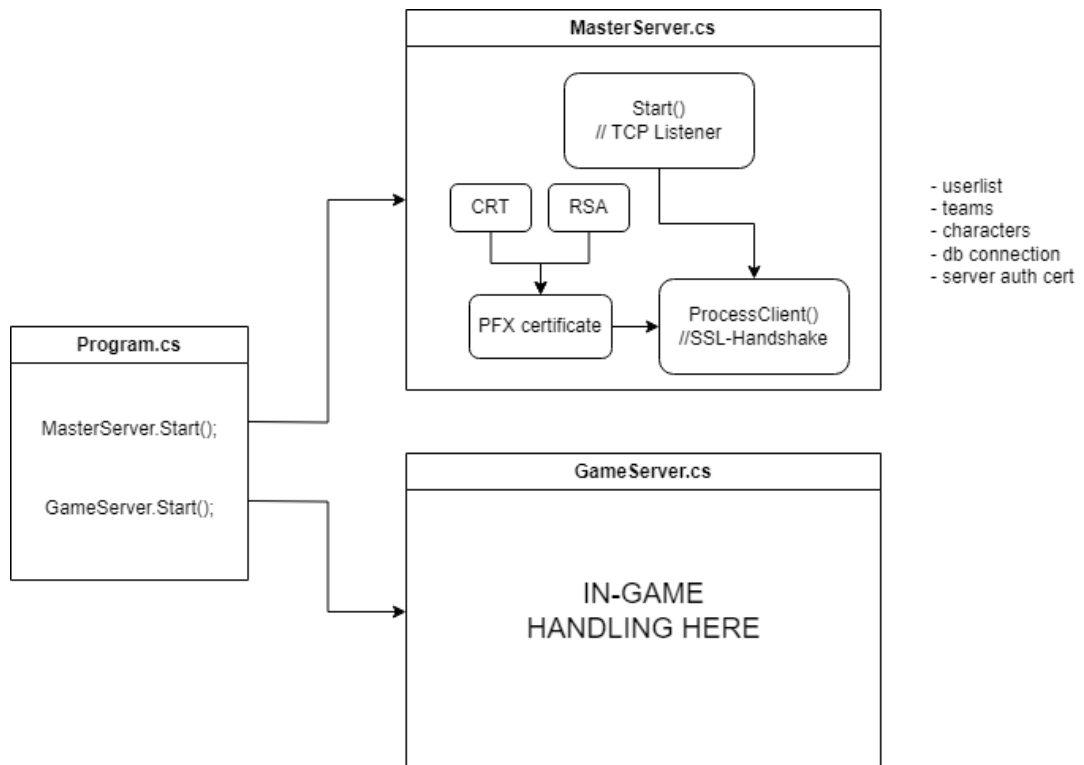 MasterServer.cs
Start()
// TCP Listener
CRT
RSA
PFX certificate
ProcessClient()
//SSL-Handshake
- userlist
- teams
- characters
- db connection
- server auth cert
Program.cs
MasterServer.Start();
GameServer.Start();
GameServer.cs
IN-GAME
HANDLING HERE